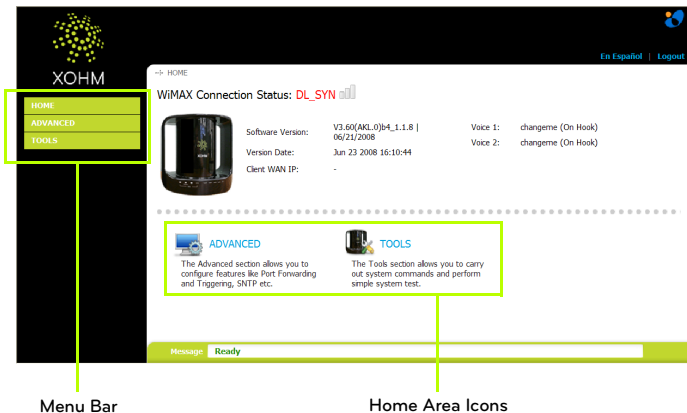 En Español | Logout
XOHM
HOME
HOME
ADVANCED
TOOLS
WiMAX Connection Status: DL_SYN
Software Version: V3.60(AKL.0)b4_1.1.8 | 06/21/2008
Version Date: Jun 23 2008 16:10:44
Client WAN IP: -
Voice 1: changeme (On Hook)
Voice 2: changeme (On Hook)
ADVANCED
The Advanced section allows you to
configure features like Port Forwarding
and Triggering, SNTP etc.
TOOLS
The Tools section allows you to carry
out system commands and perform
simple system test.
Message Ready
Menu Bar
Home Area Icons